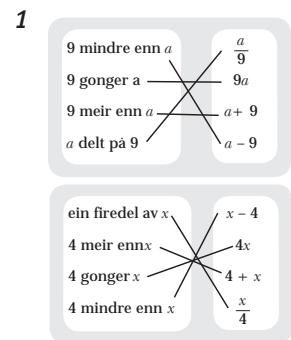 1
9 mindre enn a
9 gonger a
9 meir enn a
a delt på 9
a/9
9a
a+ 9
a – 9
ein firedel av x
4 meir ennx
4 gonger x
4 mindre enn x
x – 4
4x
4 + x
x/4